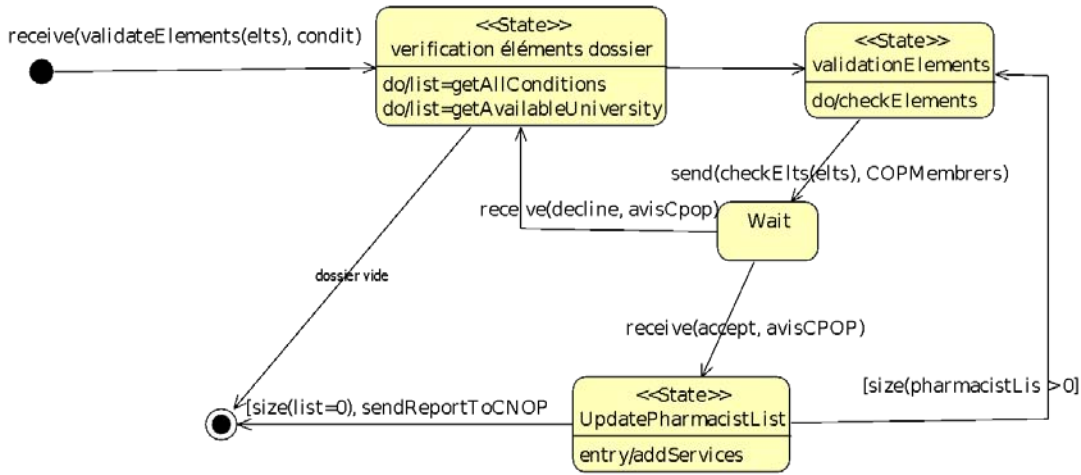 receive(validateElements(elts), condit)
<<State>>
verification éléments dossier
do/list=getAllConditions
do/list=getAvailableUniversity
<<State>>
validationElements
do/checkElements
send(checkElts(elts), COPMembrers)
receive(decline, avisCpop)
Wait
dossier vide
receive(accept, avisCPOP)
[size(pharmacistLis >0]
<<State>>
UpdatePharmacistList
entry/addServices
[size(list=0), sendReportToCNOP